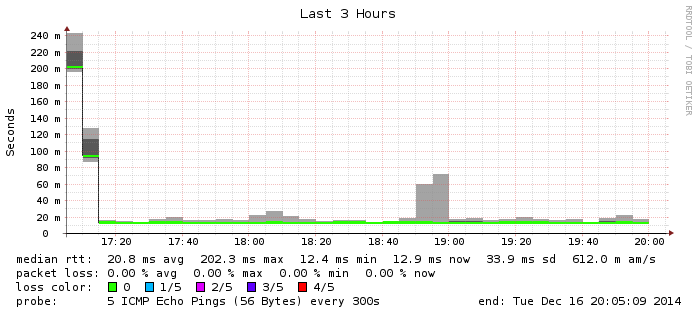 Last 3 Hours
RRDTOOL / TOBI OETIKER
Seconds
240 m
220 m
200 m
180 m
160 m
140 m
120 m
100 m
80 m
60 m
40 m
20 m
0
17:20 17:40 18:00 18:20 18:40 19:00 19:20 19:40 20:00
median rtt: 20.8 ms avg 202.3 ms max 12.4 ms min 12.9 ms now 33.9 ms sd 612.0 m am/s
packet loss: 0.00 % avg 0.00 % max 0.00 % min 0.00 % now
loss color: 0 1/5 2/5 3/5 4/5
probe: 5 ICMP Echo Pings (56 Bytes) every 300s end: Tue Dec 16 20:05:09 2014